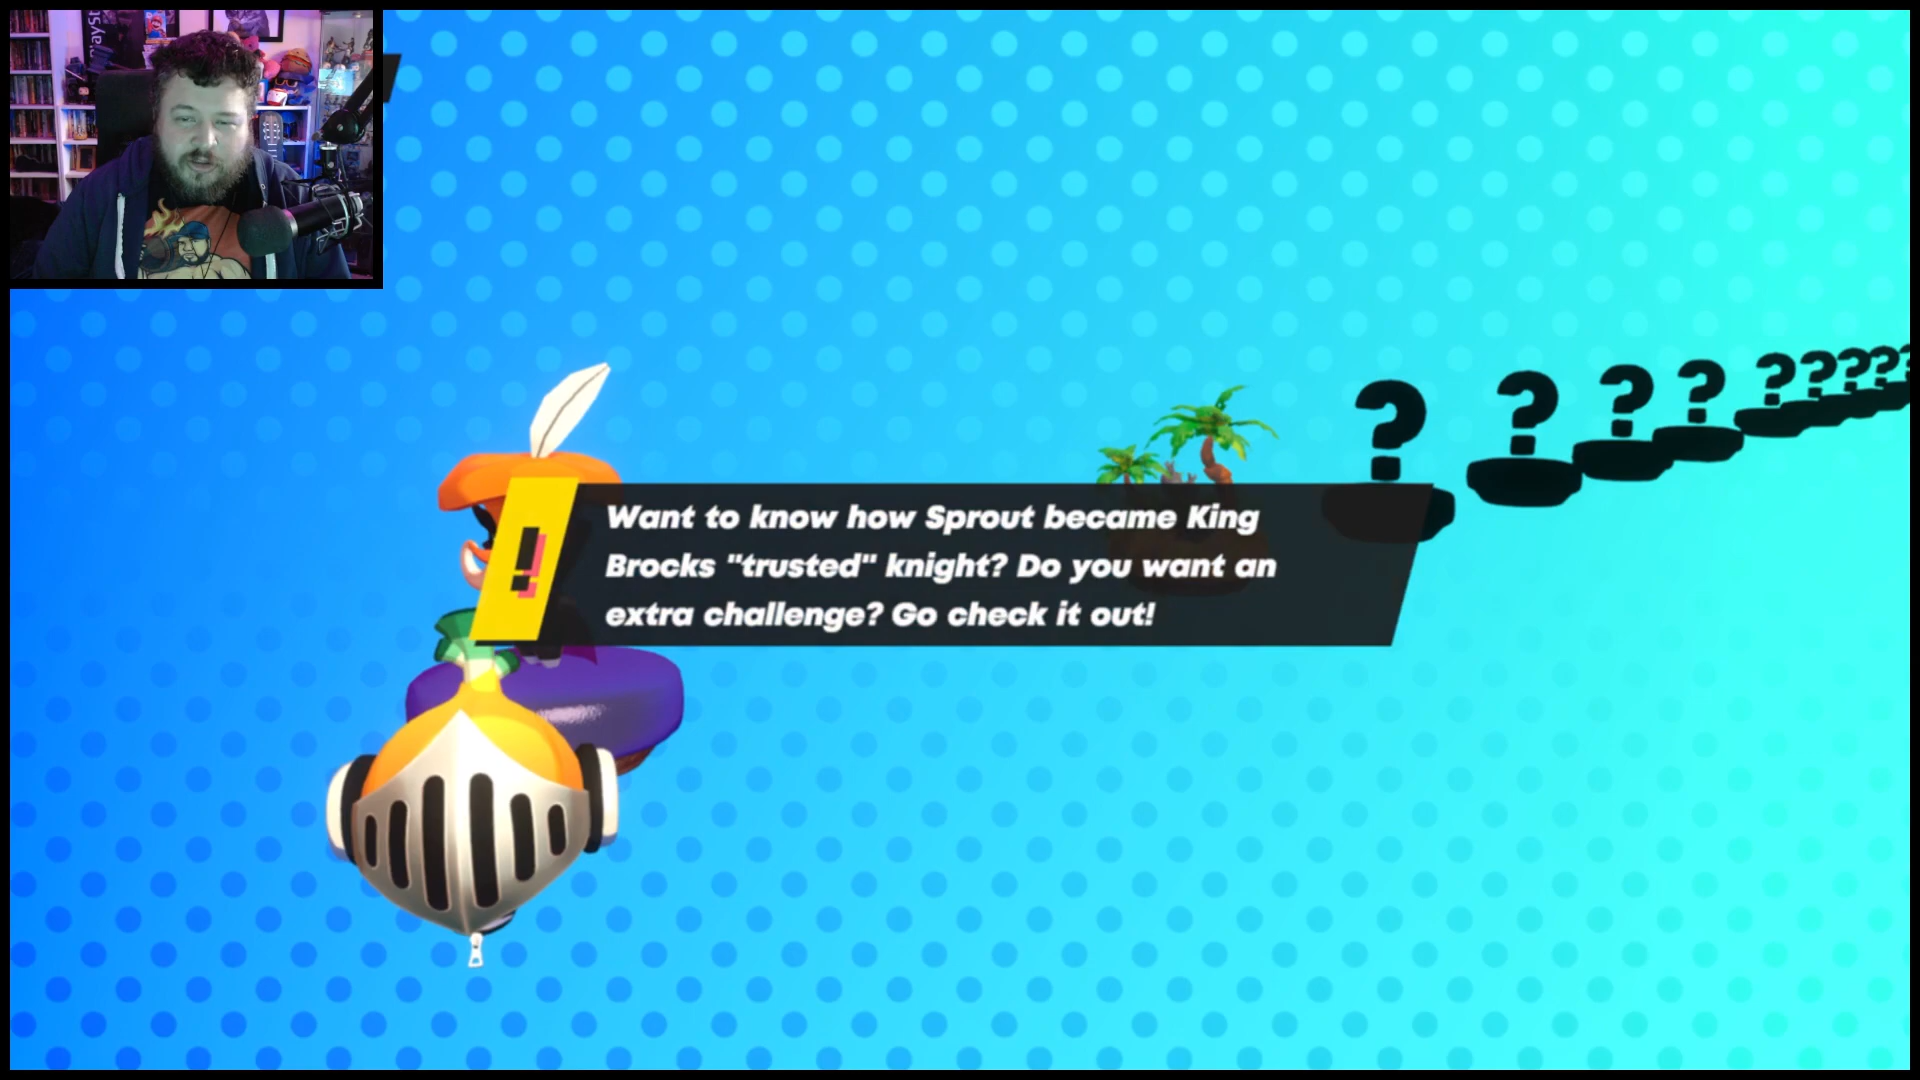 Want to know how Sprout became King
Brocks "trusted" knight? Do you want an
extra challenge? Go check it out!
? ? ? ? ? ? ? ? ?